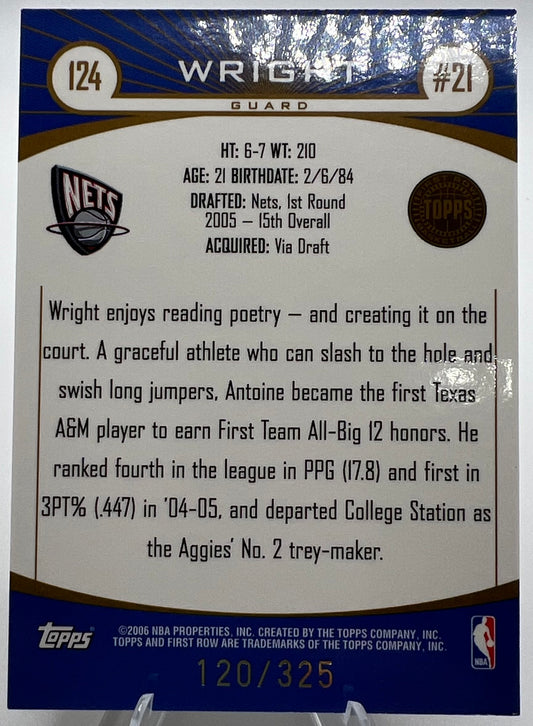 124
WRIGHT
#21
GUARD
HT: 6-7 WT: 210
AGE: 21 BIRTHDATE: 2/6/84
DRAFTED: Nets, 1st Round
2005 – 15th Overall
ACQUIRED: Via Draft
NETS
FIRST ROW
TOPPS
BASKETBALL
Wright enjoys reading poetry – and creating it on the
court. A graceful athlete who can slash to the hole and
swish long jumpers, Antoine became the first Texas
A&M player to earn First Team All-Big 12 honors. He
ranked fourth in the league in PPG (17.8) and first in
3PT% (.447) in '04-05, and departed College Station as
the Aggies' No. 2 trey-maker.
topps
©2006 NBA PROPERTIES, INC. CREATED BY THE TOPPS COMPANY, INC.
TOPPS AND FIRST ROW ARE TRADEMARKS OF THE TOPPS COMPANY, INC.
NBA
120/325